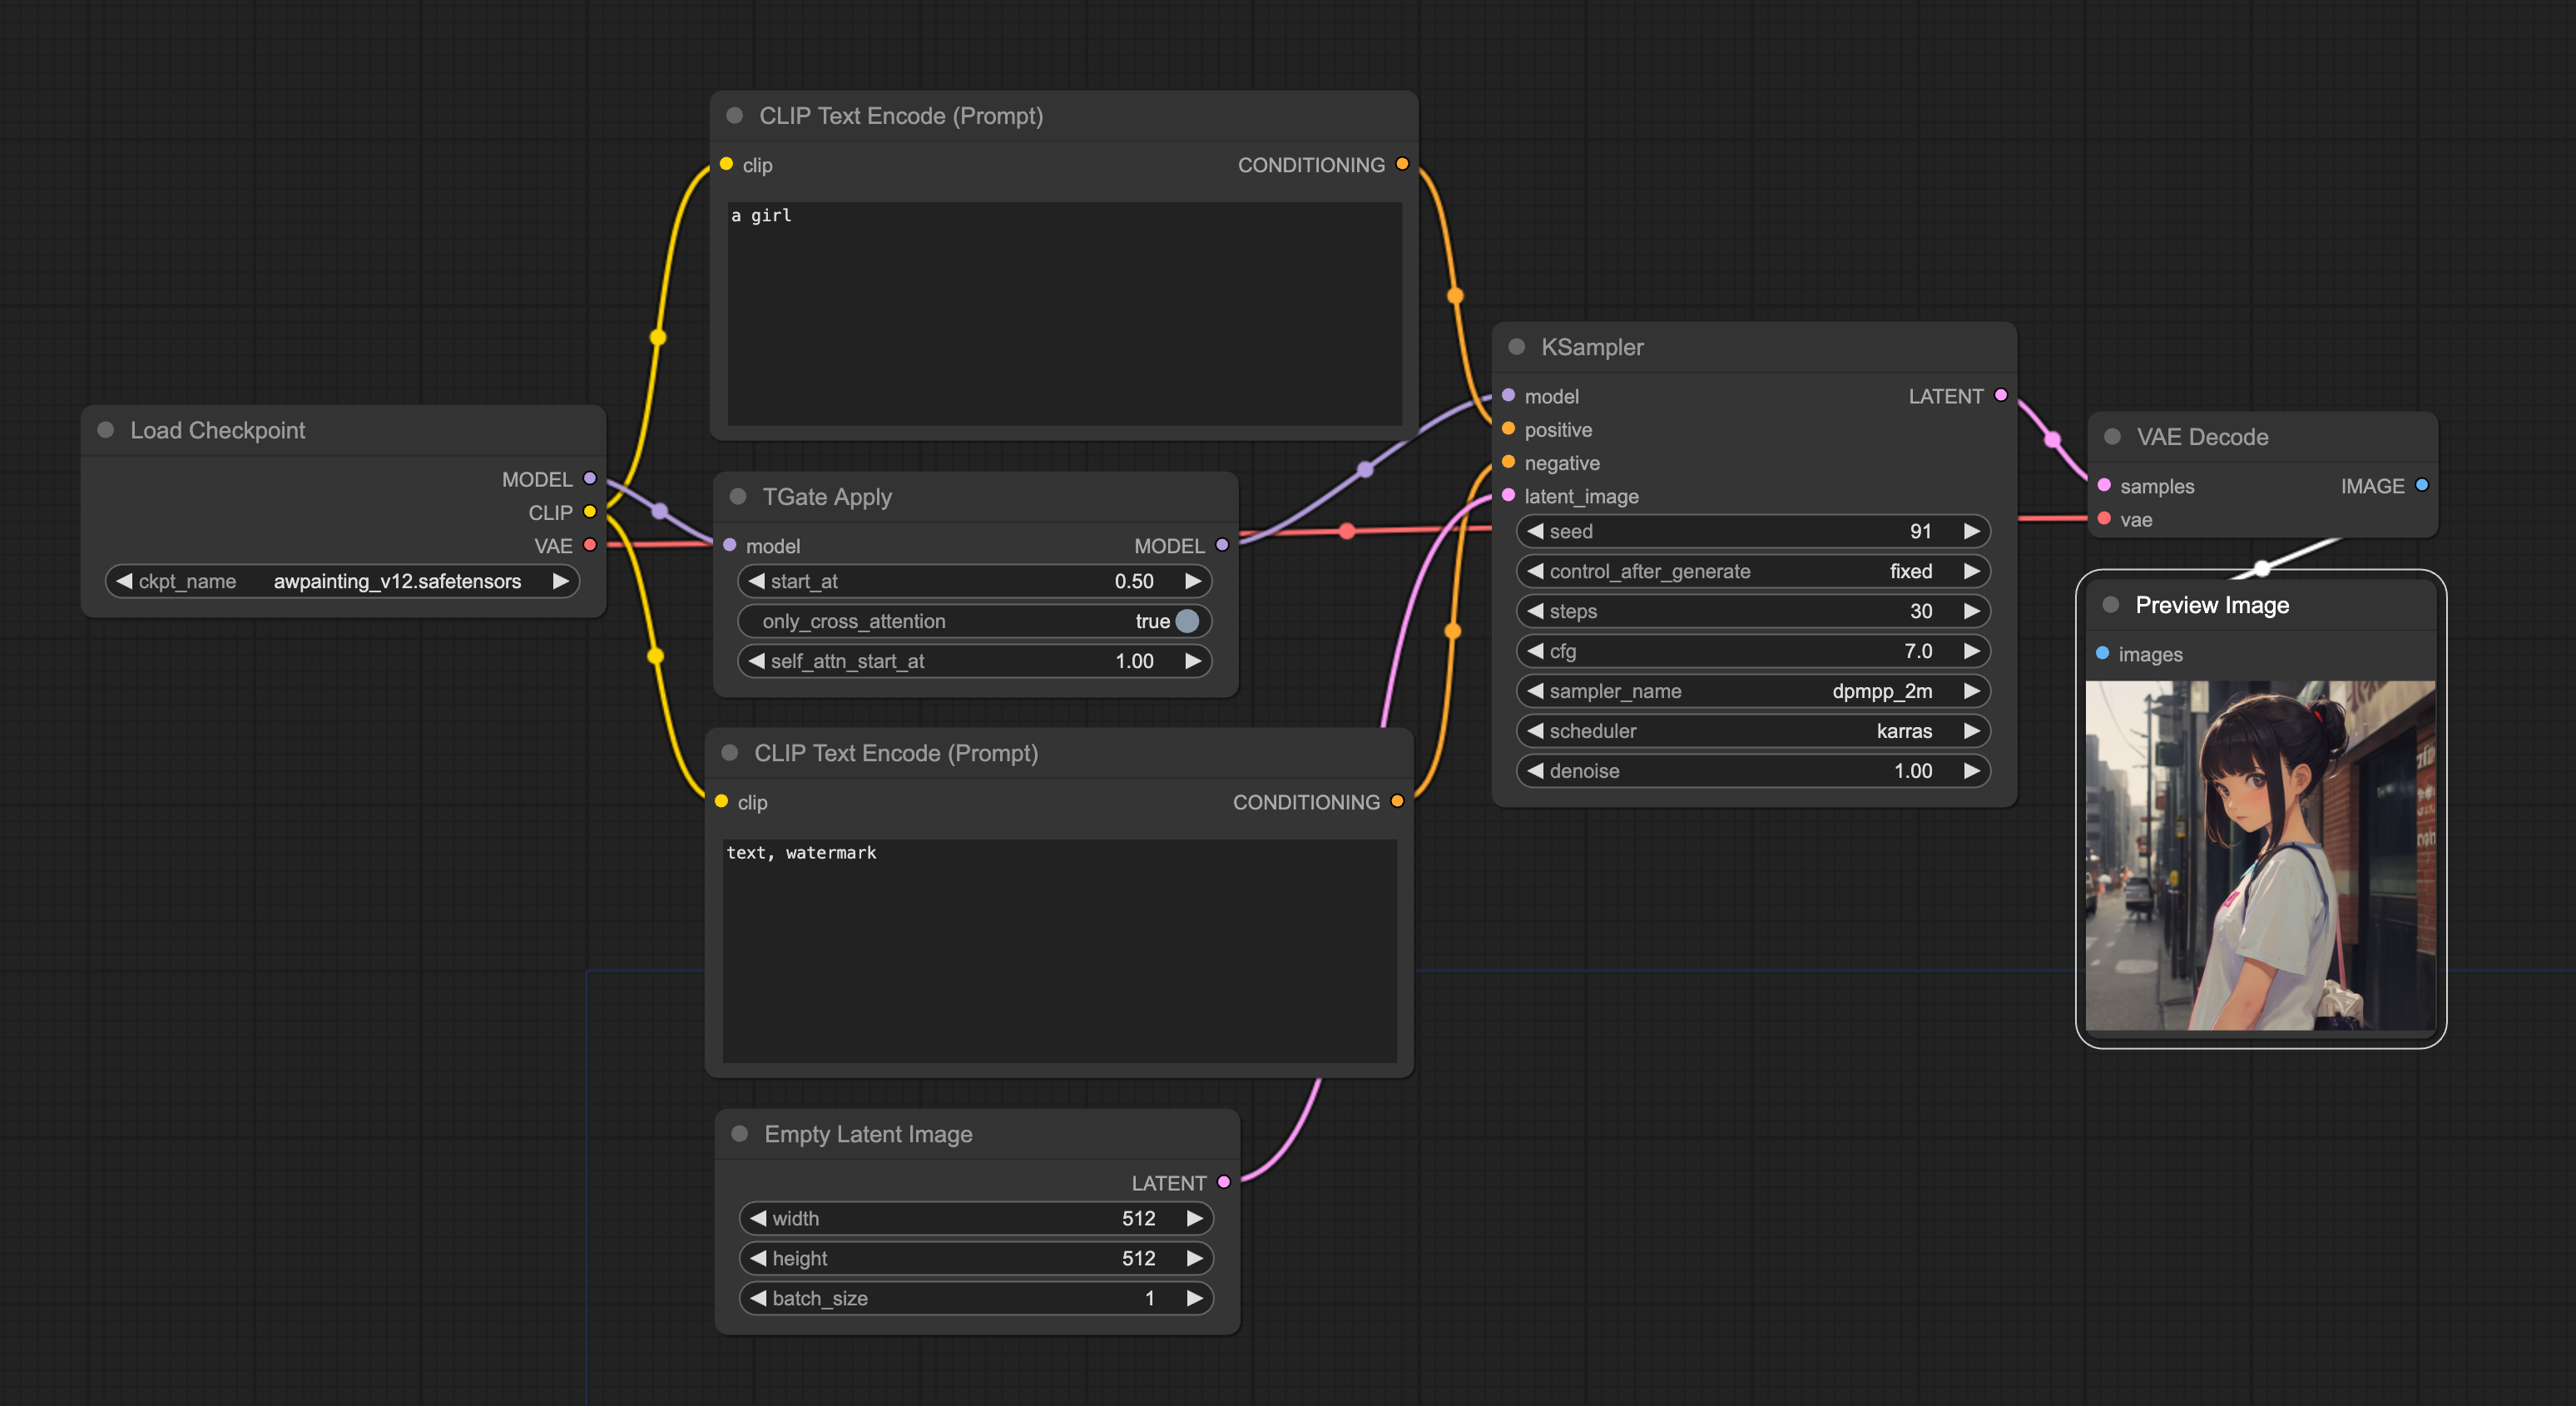 CLIP Text Encode (Prompt)
clip CONDITIONING
a girl
Load Checkpoint
MODEL
CLIP
VAE
ckpt_name awpainting_v12.safetensors
TGate Apply
model MODEL
start_at 0.50
only_cross_attention true
self_attn_start_at 1.00
CLIP Text Encode (Prompt)
clip CONDITIONING
text, watermark
Empty Latent Image
LATENT
width 512
height 512
batch_size 1
KSampler
model LATENT
positive
negative
latent_image
seed 91
control_after_generate fixed
steps 30
cfg 7.0
sampler_name dpmpp_2m
scheduler karras
denoise 1.00
VAE Decode
samples IMAGE
vae
Preview Image
images